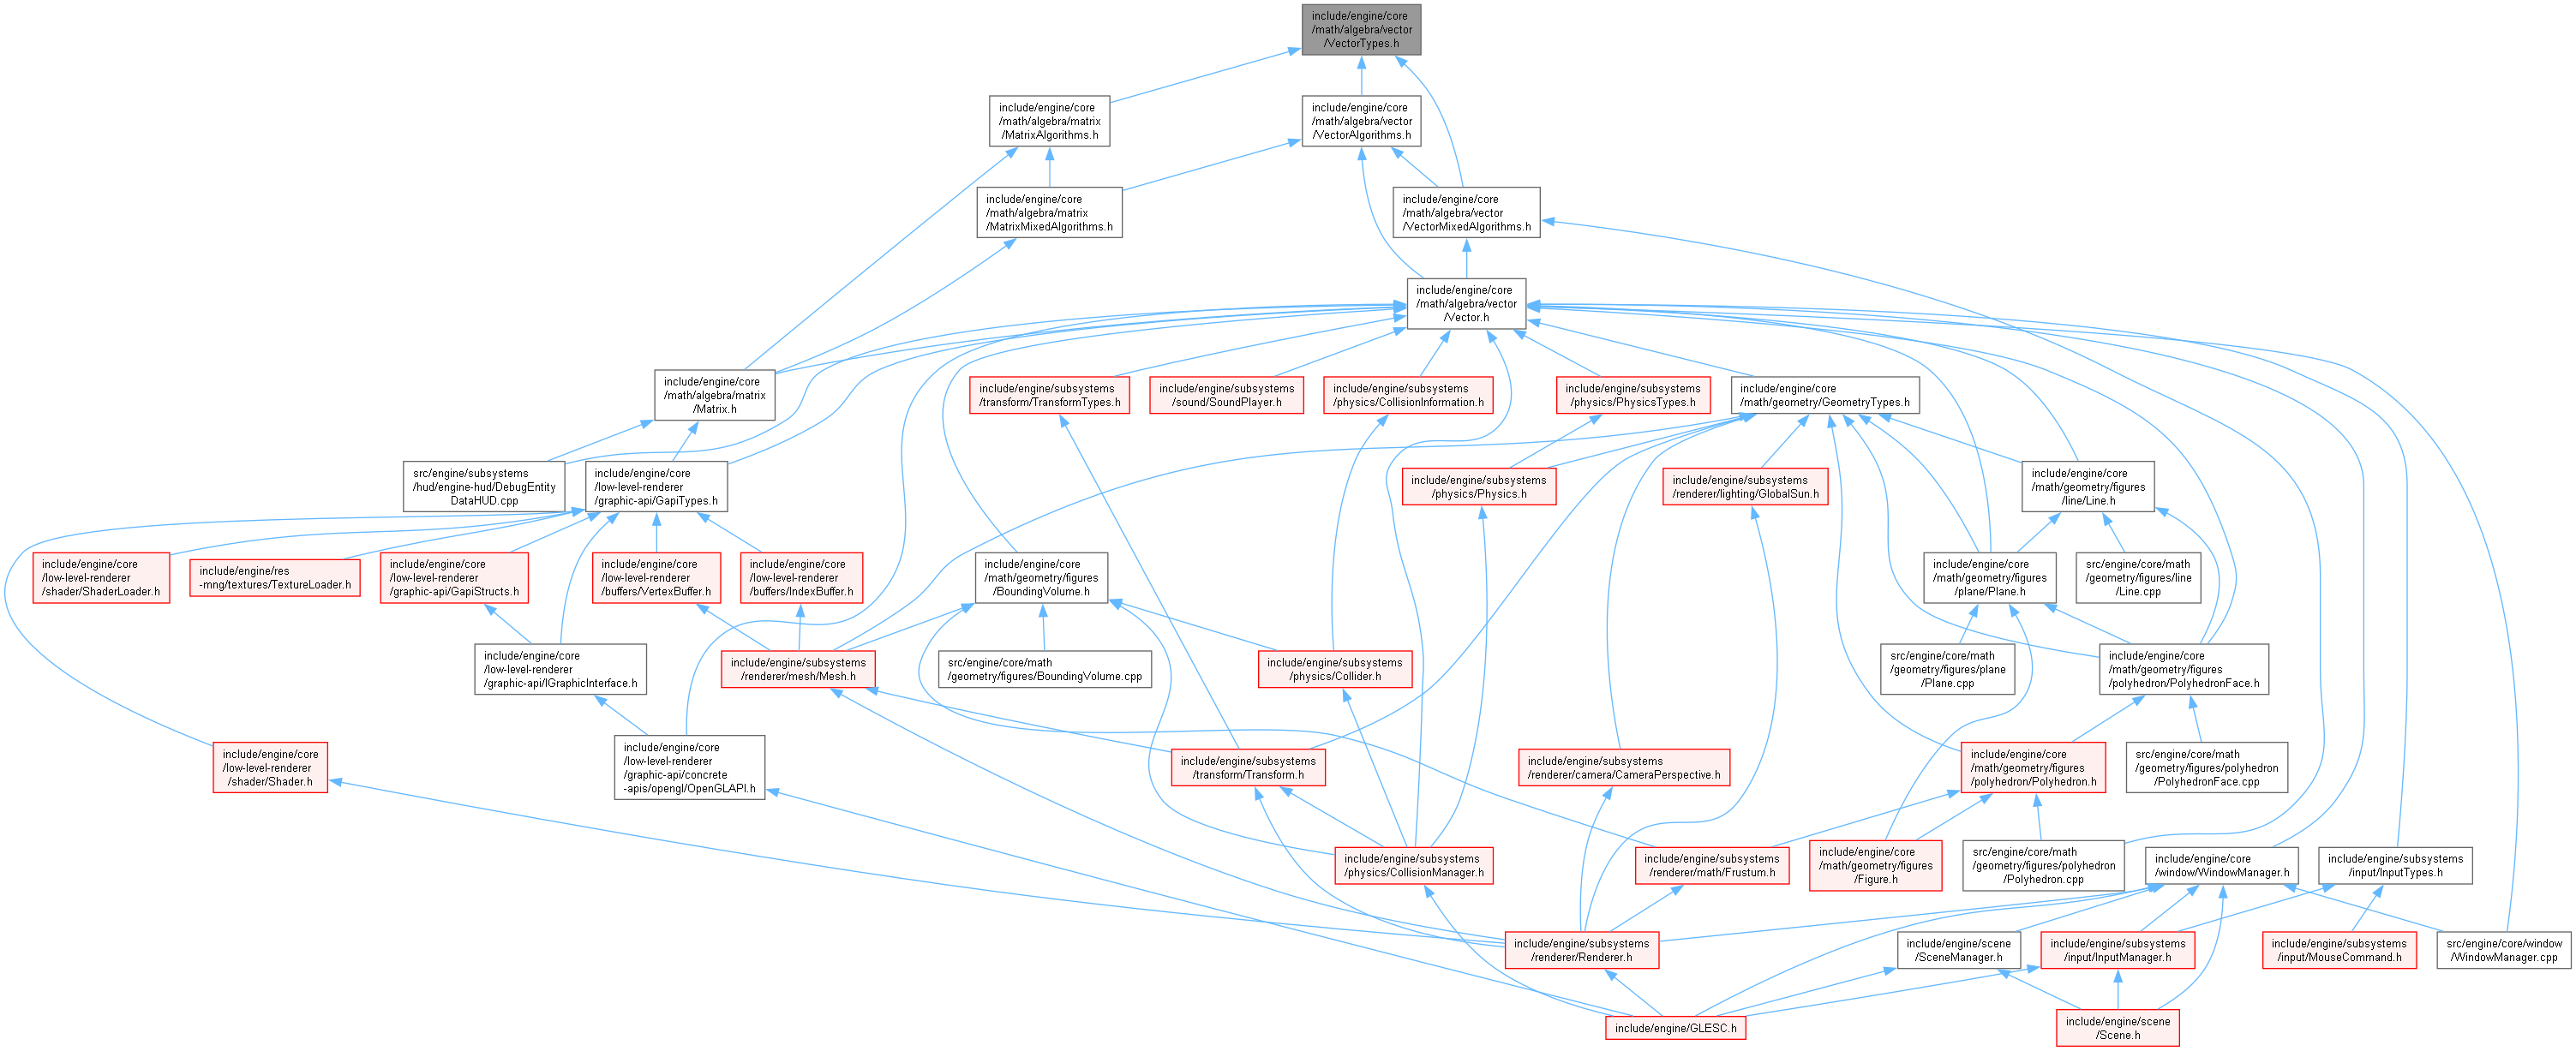 include/engine/core
/math/algebra/vector
/VectorTypes.h
include/engine/core
/math/algebra/matrix
/MatrixAlgorithms.h
include/engine/core
/math/algebra/vector
/VectorAlgorithms.h
include/engine/core
/math/algebra/matrix
/MatrixMixedAlgorithms.h
include/engine/core
/math/algebra/vector
/VectorMixedAlgorithms.h
include/engine/core
/math/algebra/vector
/Vector.h
include/engine/core
/math/algebra/matrix
/Matrix.h
include/engine/subsystems
/transform/TransformTypes.h
include/engine/subsystems
/sound/SoundPlayer.h
include/engine/subsystems
/physics/CollisionInformation.h
include/engine/subsystems
/physics/PhysicsTypes.h
include/engine/core
/math/geometry/GeometryTypes.h
src/engine/subsystems
/hud/engine-hud/DebugEntity
DataHUD.cpp
include/engine/core
/low-level-renderer
/graphic-api/GapiTypes.h
include/engine/subsystems
/physics/Physics.h
include/engine/subsystems
/renderer/lighting/GlobalSun.h
include/engine/core
/math/geometry/figures
/line/Line.h
include/engine/core
/low-level-renderer
/shader/ShaderLoader.h
include/engine/res
-mng/textures/TextureLoader.h
include/engine/core
/low-level-renderer
/graphic-api/GapiStructs.h
include/engine/core
/low-level-renderer
/buffers/VertexBuffer.h
include/engine/core
/low-level-renderer
/buffers/IndexBuffer.h
include/engine/core
/math/geometry/figures
/BoundingVolume.h
include/engine/core
/math/geometry/figures
/plane/Plane.h
src/engine/core/math
/geometry/figures/line
/Line.cpp
include/engine/core
/low-level-renderer
/graphic-api/IGraphicInterface.h
include/engine/subsystems
/renderer/mesh/Mesh.h
src/engine/core/math
/geometry/figures/BoundingVolume.cpp
include/engine/subsystems
/physics/Collider.h
src/engine/core/math
/geometry/figures/plane
/Plane.cpp
include/engine/core
/math/geometry/figures
/polyhedron/PolyhedronFace.h
include/engine/core
/low-level-renderer
/shader/Shader.h
include/engine/core
/low-level-renderer
/graphic-api/concrete
-apis/opengl/OpenGLAPI.h
include/engine/subsystems
/transform/Transform.h
include/engine/subsystems
/renderer/camera/CameraPerspective.h
include/engine/core
/math/geometry/figures
/polyhedron/Polyhedron.h
src/engine/core/math
/geometry/figures/polyhedron
/PolyhedronFace.cpp
include/engine/subsystems
/physics/CollisionManager.h
include/engine/subsystems
/renderer/math/Frustum.h
include/engine/core
/math/geometry/figures
/Figure.h
src/engine/core/math
/geometry/figures/polyhedron
/Polyhedron.cpp
include/engine/core
/window/WindowManager.h
include/engine/subsystems
/input/InputTypes.h
include/engine/subsystems
/renderer/Renderer.h
include/engine/scene
/SceneManager.h
include/engine/subsystems
/input/InputManager.h
include/engine/subsystems
/input/MouseCommand.h
src/engine/core/window
/WindowManager.cpp
include/engine/GLESC.h
include/engine/scene
/Scene.h